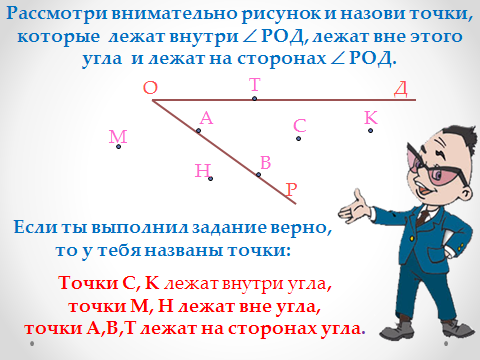 Рассмотри внимательно рисунок и назови точки,
которые лежат внутри ∠ РОД, лежат вне этого
угла и лежат на сторонах ∠ РОД.
О
Т
Д
А
С
К
М
Н
В
Р
Если ты выполнил задание верно,
то у тебя названы точки:
Точки С, К лежат внутри угла,
точки М, Н лежат вне угла,
точки А,В,Т лежат на сторонах угла.